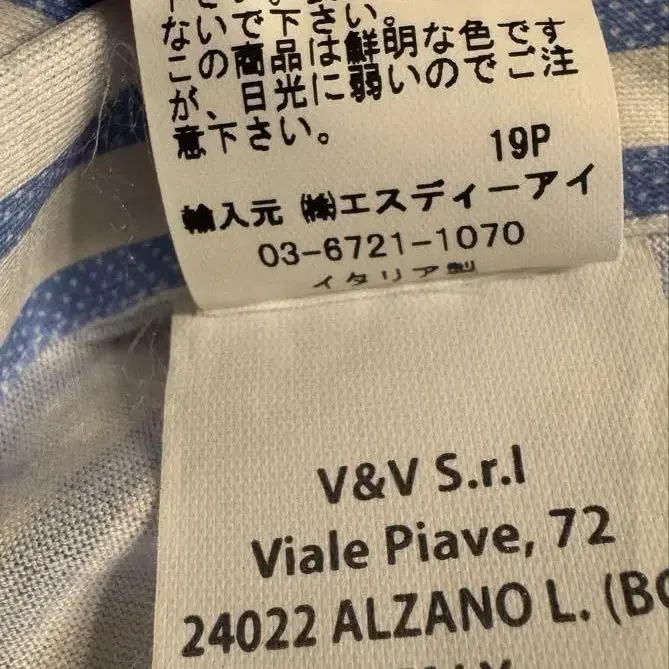 ないで下さい。
この商品は鮮明な色です
が、日光に弱いのでご注
意下さい。
19P
輸入元 ㈱エスディーアイ
03-6721-1070
イタリア製
V&V S.r.l
Viale Piave, 72
24022 ALZANO L. (BG